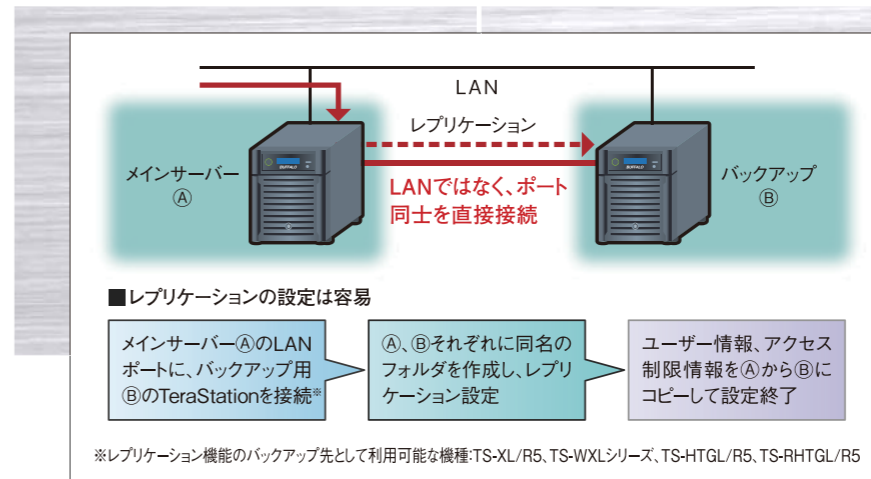 LAN
レプリケーション
メインサーバー
Ⓐ
BUFFALO
Ⓐ
LANではなく、ポート
同士を直接接続
BUFFALO
Ⓐ
バックアップ
Ⓑ
■レプリケーションの設定は容易
メインサーバーⒶのLAN
ポートに、バックアップ用
ⒷのTeraStationを接続※
Ⓐ、Ⓑそれぞれに同名の
フォルダを作成し、レプリ
ケーション設定
ユーザー情報、アクセス
制限情報をⒶからⒷに
コピーして設定終了
※レプリケーション機能のバックアップ先として利用可能な機種:TS-XL/R5、TS-WXLシリーズ、TS-HTGL/R5、TS-RHTGL/R5